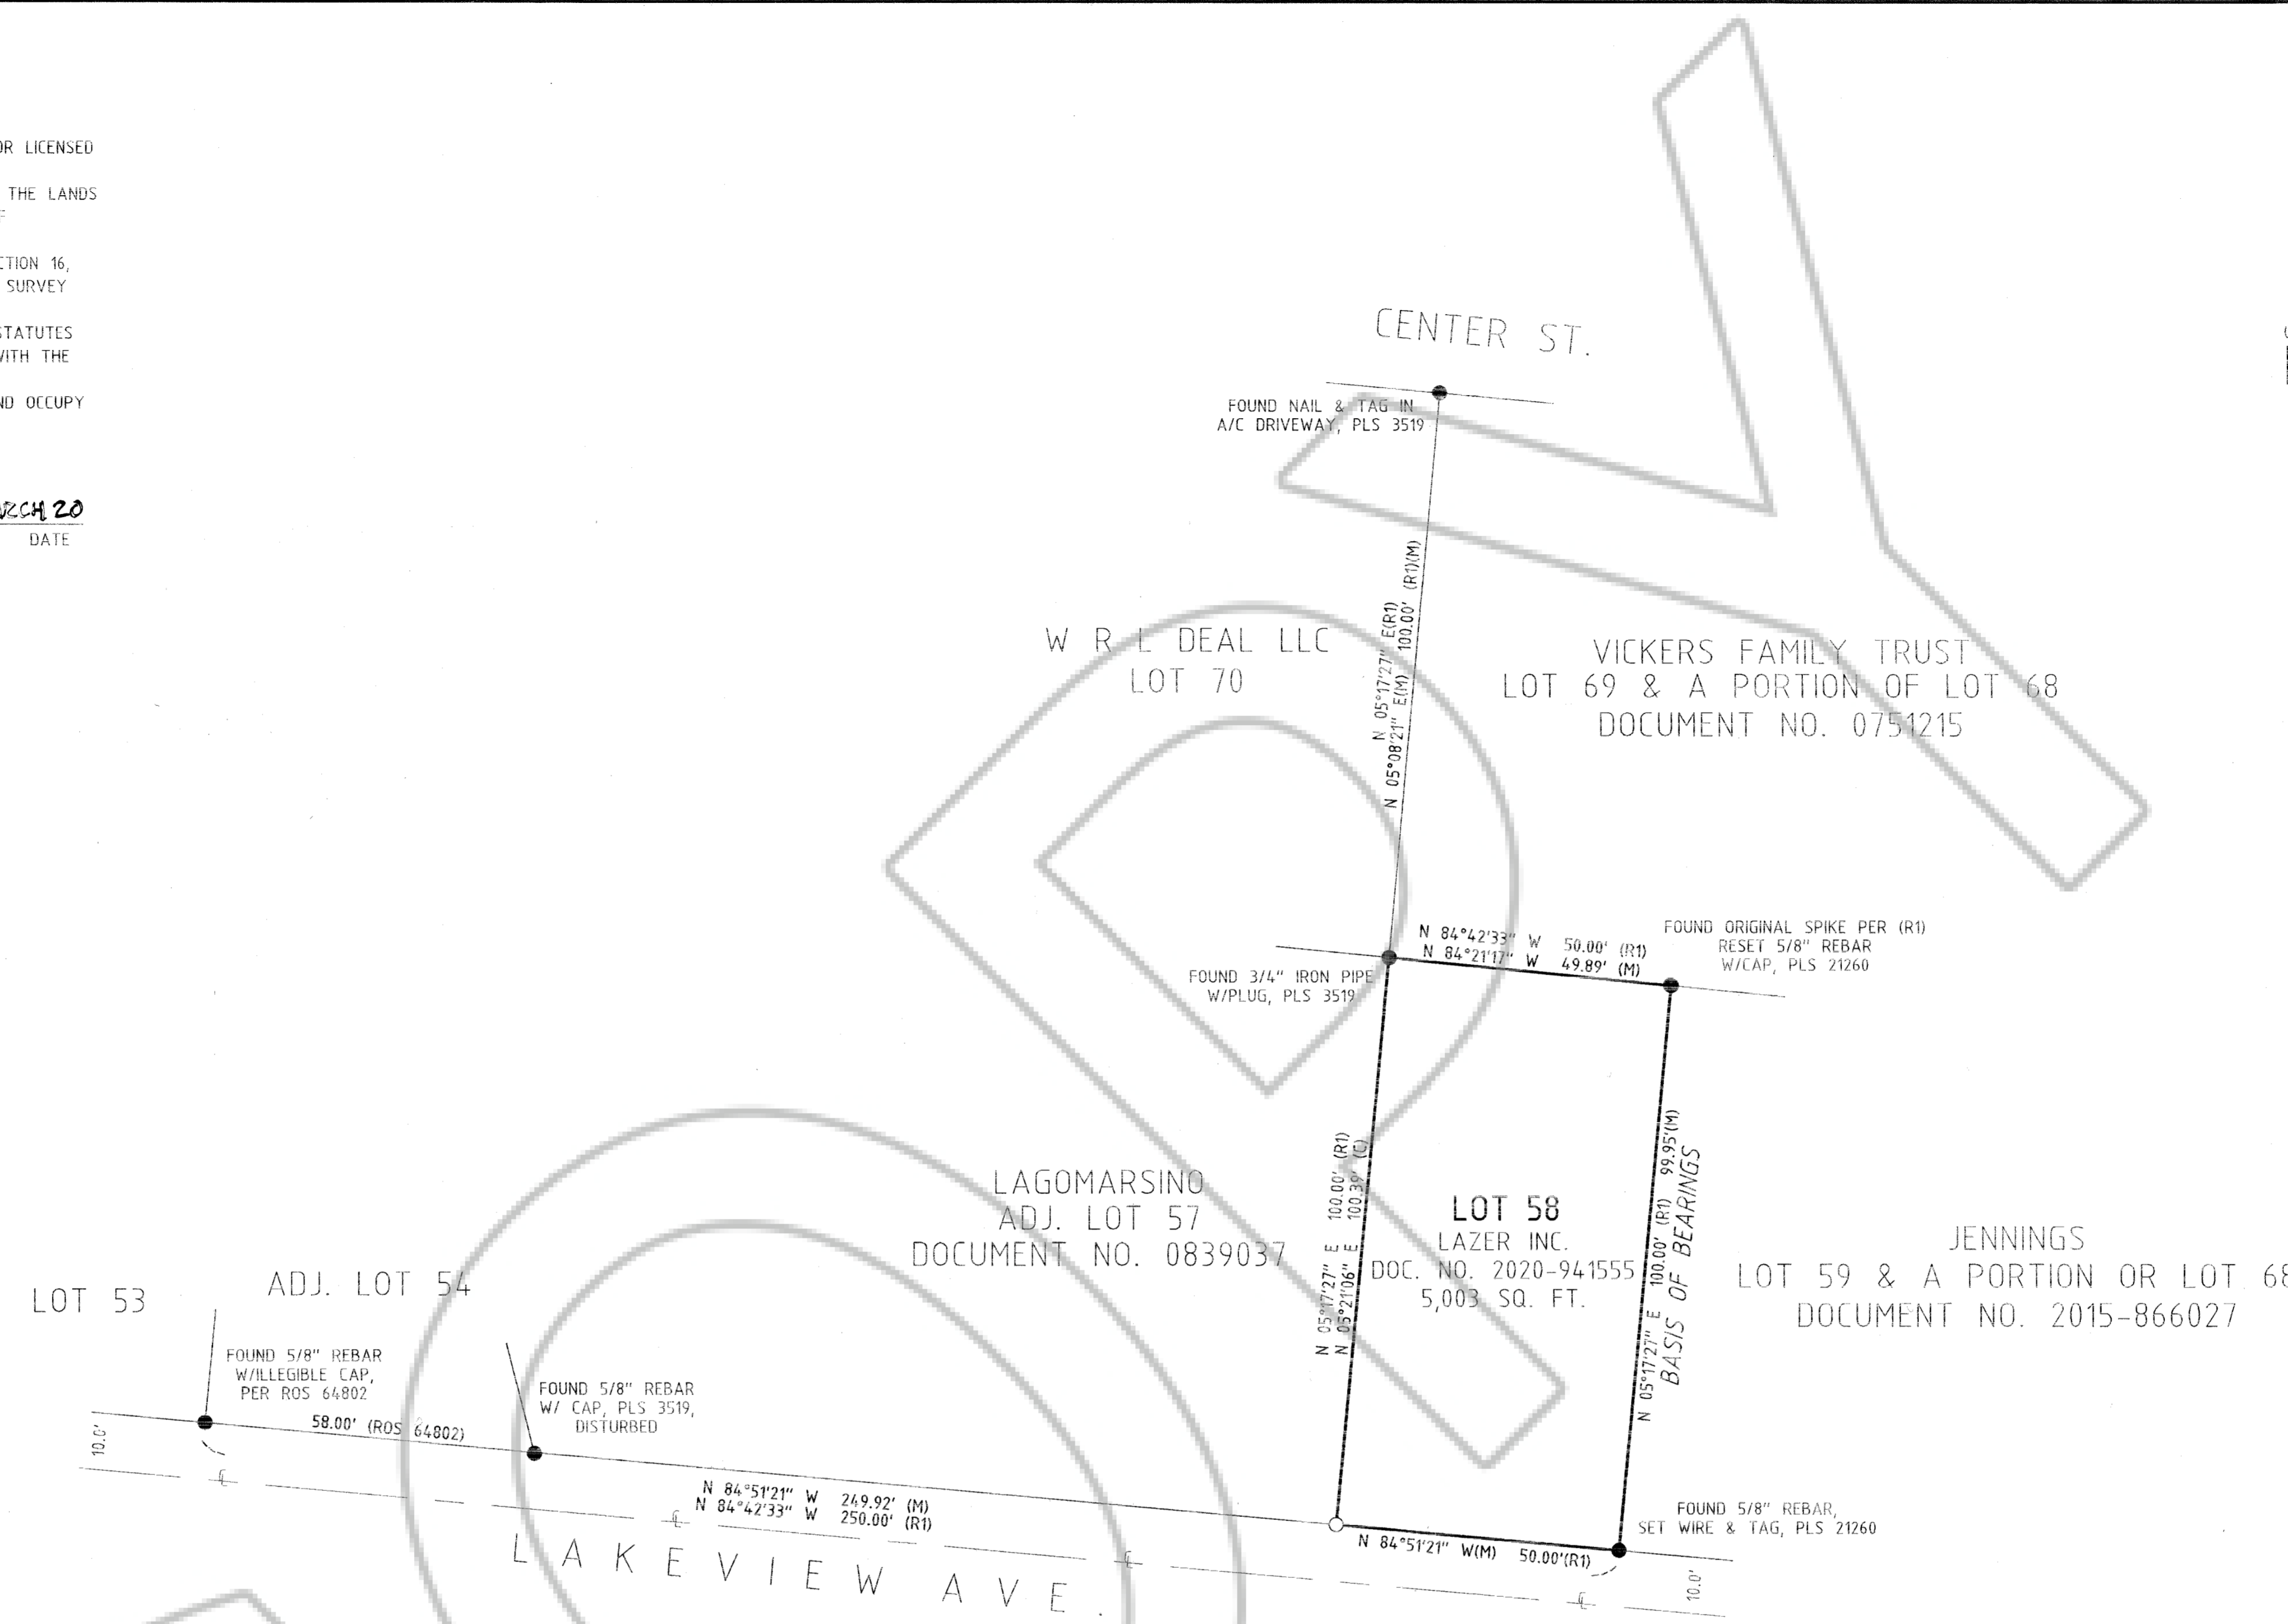 OR LICENSED
THE LANDS
CTION 16,
SURVEY
STATUTES
WITH THE
ND OCCUPY
RCH 20
DATE
CENTER ST.
FOUND NAIL & TAG IN
A/C DRIVEWAY, PLS 3519
N 05°17'27" E(R1)
N 05°08'21" E(M) 100.00' (R1)(M)
W R L DEAL LLC
LOT 70
VICKERS FAMILY TRUST
LOT 69 & A PORTION OF LOT 68
DOCUMENT NO. 0751215
N 84°42'33" W 50.00' (R1)
N 84°21'17" W 49.89' (M)
FOUND ORIGINAL SPIKE PER (R1)
RESET 5/8" REBAR
W/CAP, PLS 21260
FOUND 3/4" IRON PIPE
W/PLUG, PLS 3519
N 05°17'27" E 100.00' (R1)
N 05°21'06" E 100.39' (C)
LAGOMARSINO
ADJ. LOT 57
DOCUMENT NO. 0839037
LOT 58
LAZER INC.
DOC. NO. 2020-941555
5,003 SQ. FT.
N 05°17'27" E 100.00' (R1) 99.95'(M)
BASIS OF BEARINGS
JENNINGS
LOT 59 & A PORTION OR LOT 68
DOCUMENT NO. 2015-866027
LOT 53
ADJ. LOT 54
FOUND 5/8" REBAR
W/ILLEGIBLE CAP,
PER ROS 64802
FOUND 5/8" REBAR
W/ CAP, PLS 3519,
DISTURBED
10.0'
58.00' (ROS 64802)
N 84°51'21" W 249.92' (M)
N 84°42'33" W 250.00' (R1)
FOUND 5/8" REBAR,
SET WIRE & TAG, PLS 21260
N 84°51'21" W(M) 50.00'(R1)
10.0'
LAKEVIEW AVE.
COPY